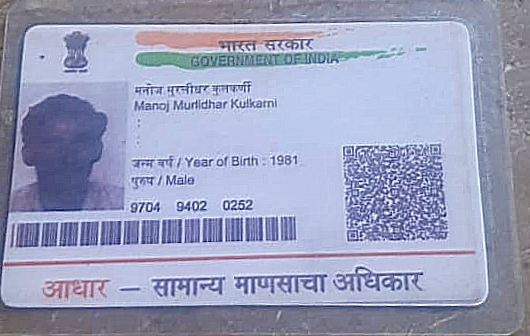 भारत सरकार
GOVERNMENT OF INDIA
मनोज मुरलीधर कुलकर्णी
Manoj Murlidhar Kulkarni
:
:
जन्म वर्ष / Year of Birth : 1981
पुरुष / Male
9704 9402 0252
आधार — सामान्य माणसाचा अधिकार